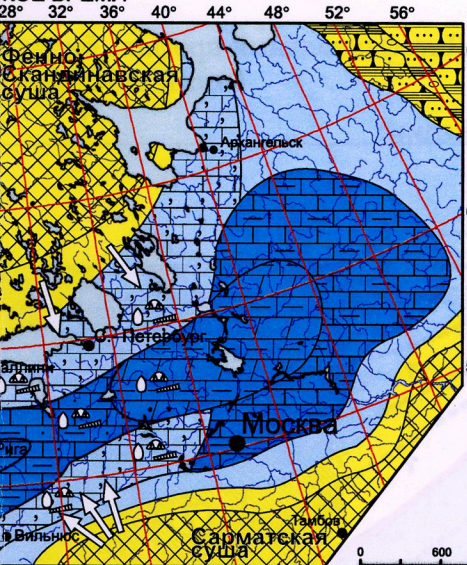 28° 32° 36° 40° 44° 48° 52° 56°
Фенно-
Скандинавская
суша
Архангельск
С.-Петербург
аллинн
Москва
Рига
Тамбов
Вильнюс
Сарматская
суша
0 600